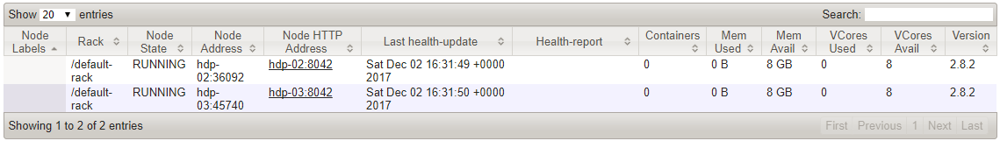 Show 20 entries Search:
Node Labels Rack Node State Node Address Node HTTP Address Last health-update Health-report Containers Mem Used Mem Avail VCores Used VCores Avail Version
/default-rack RUNNING hdp-02:36092 hdp-02:8042 Sat Dec 02 16:31:49 +0000 2017 0 0 B 8 GB 0 8 2.8.2
/default-rack RUNNING hdp-03:45740 hdp-03:8042 Sat Dec 02 16:31:50 +0000 2017 0 0 B 8 GB 0 8 2.8.2
Showing 1 to 2 of 2 entries First Previous 1 Next Last